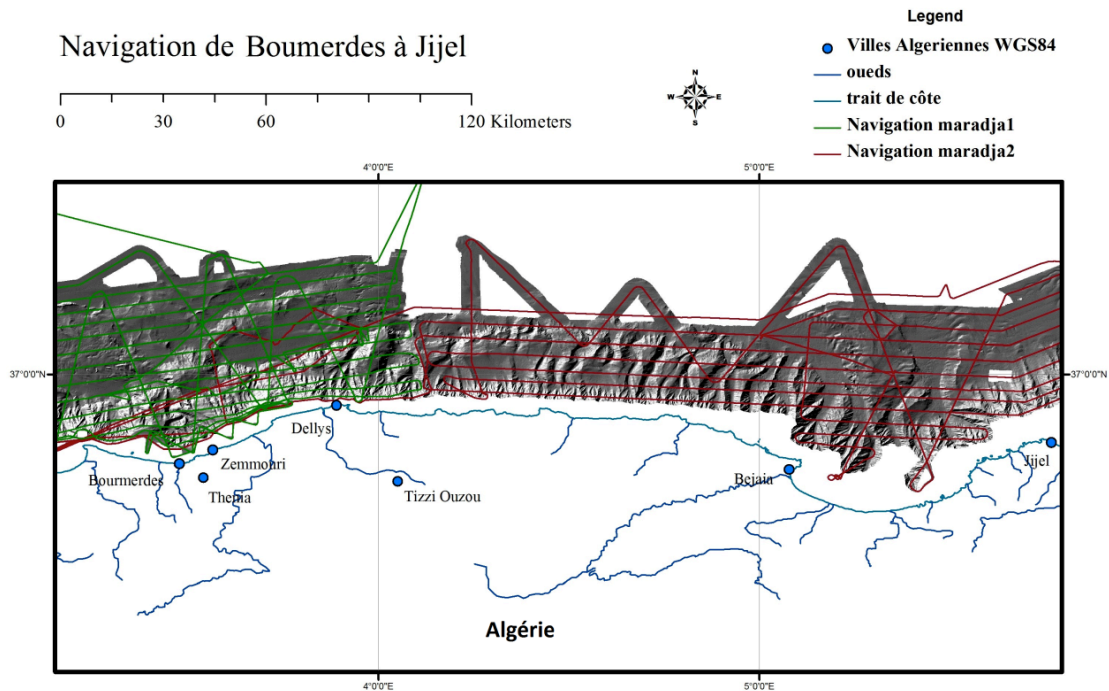 Legend
Navigation de Boumerdes à Jijel
Villes Algeriennes WGS84
oueds
trait de côte
Navigation maradja1
Navigation maradja2
N
W E
S
0 30 60 120 Kilometers
4°0'0"E 5°0'0"E
37°0'0"N 37°0'0"N
Dellys
Zemmouri
Bourmerdes
Thenia
Tizzi Ouzou
Bejaia
Jijel
Algérie
4°0'0"E 5°0'0"E